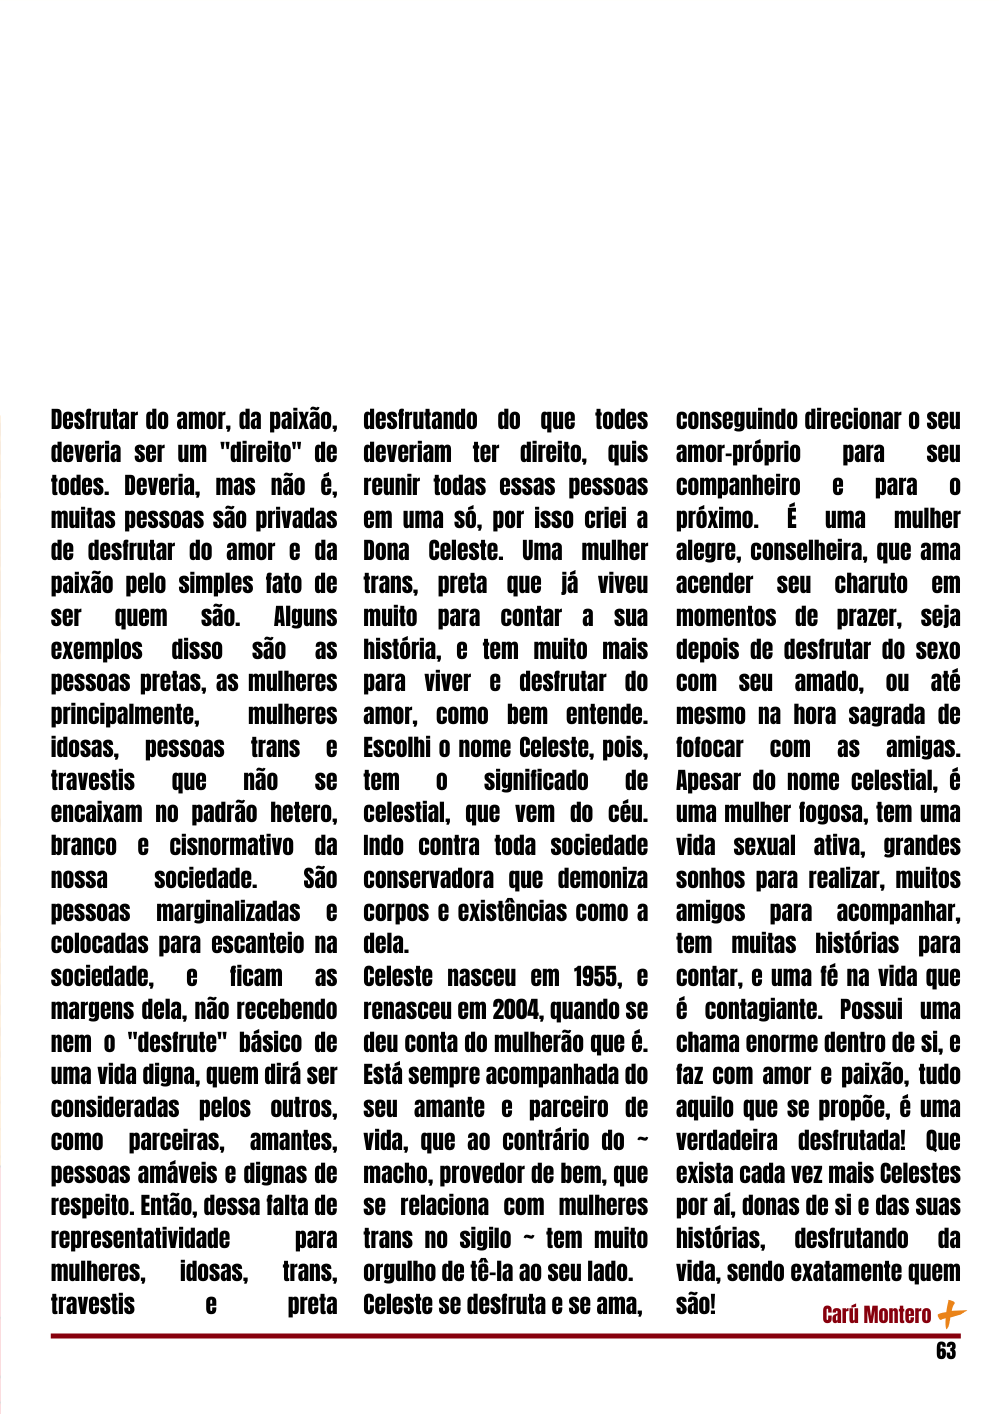 Desfrutar do amor, da paixão,
deveria ser um "direito" de
todes. Deveria, mas não é,
muitas pessoas são privadas
de desfrutar do amor e da
paixão pelo simples fato de
ser quem são. Alguns
exemplos disso são as
pessoas pretas, as mulheres
principalmente, mulheres
idosas, pessoas trans e
travestis que não se
encaixam no padrão hetero,
branco e cisnormativo da
nossa sociedade. São
pessoas marginalizadas e
colocadas para escanteio na
sociedade, e ficam as
margens dela, não recebendo
nem o "desfrute" básico de
uma vida digna, quem dirá ser
consideradas pelos outros,
como parceiras, amantes,
pessoas amáveis e dignas de
respeito. Então, dessa falta de
representatividade para
mulheres, idosas, trans,
travestis e preta
desfrutando do que todes
deveriam ter direito, quis
reunir todas essas pessoas
em uma só, por isso criei a
Dona Celeste. Uma mulher
trans, preta que já viveu
muito para contar a sua
história, e tem muito mais
para viver e desfrutar do
amor, como bem entende.
Escolhi o nome Celeste, pois,
tem o significado de
celestial, que vem do céu.
Indo contra toda sociedade
conservadora que demoniza
corpos e existências como a
dela.
Celeste nasceu em 1955, e
renasceu em 2004, quando se
deu conta do mulherão que é.
Está sempre acompanhada do
seu amante e parceiro de
vida, que ao contrário do ~
macho, provedor de bem, que
se relaciona com mulheres
trans no sigilo ~ tem muito
orgulho de tê-la ao seu lado.
Celeste se desfruta e se ama,
conseguindo direcionar o seu
amor-próprio para seu
companheiro e para o
próximo. É uma mulher
alegre, conselheira, que ama
acender seu charuto em
momentos de prazer, seja
depois de desfrutar do sexo
com seu amado, ou até
mesmo na hora sagrada de
fofocar com as amigas.
Apesar do nome celestial, é
uma mulher fogosa, tem uma
vida sexual ativa, grandes
sonhos para realizar, muitos
amigos para acompanhar,
tem muitas histórias para
contar, e uma fé na vida que
é contagiante. Possui uma
chama enorme dentro de si, e
faz com amor e paixão, tudo
aquilo que se propõe, é uma
verdadeira desfrutada! Que
exista cada vez mais Celestes
por aí, donas de si e das suas
histórias, desfrutando da
vida, sendo exatamente quem
são!
Carú Montero
63